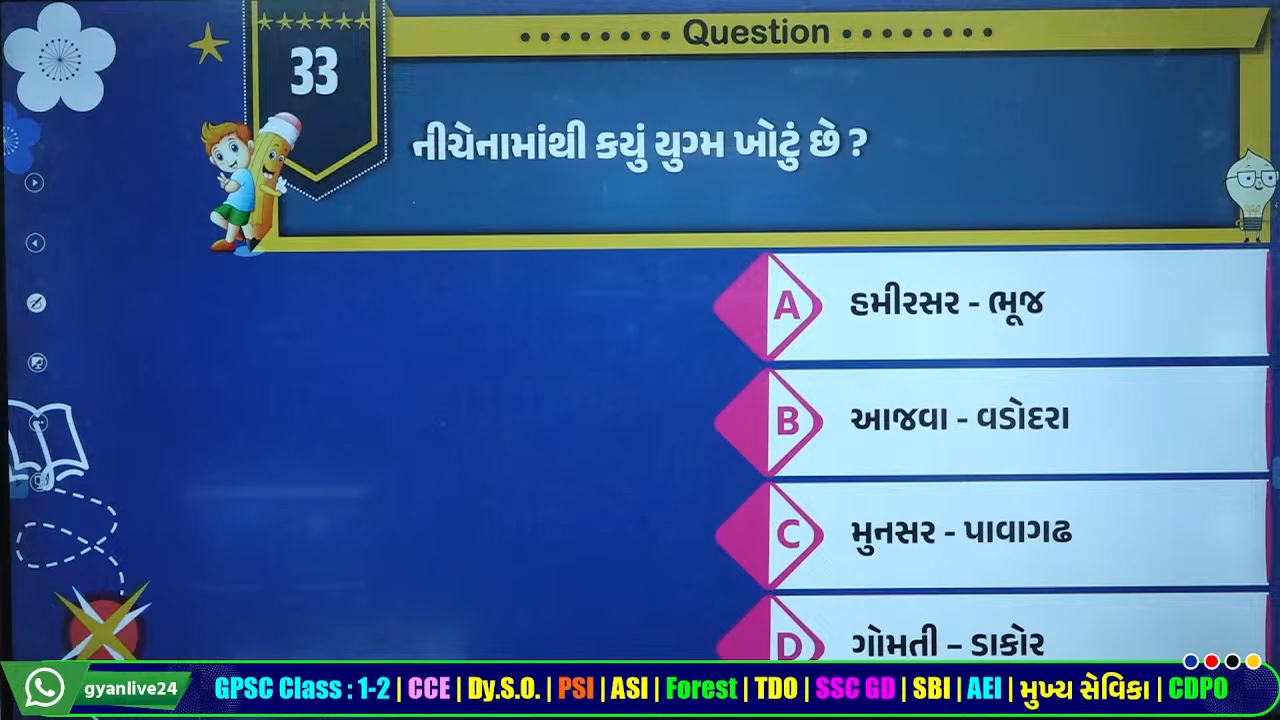 Question
33
નીચેનામાંથી કયું યુગ્મ ખોટું છે ?
A હમીરસર - ભૂજ
B આજવા - વડોદરા
C મુનસર - પાવાગઢ
D ગોમતી – ડાકોર
gyanlive24 GPSC Class : 1-2 | CCE | Dy.S.O. | PSI | ASI | Forest | TDO | SSC GD | SBI | AEI | મુખ્ય સેવિકા | CDPO